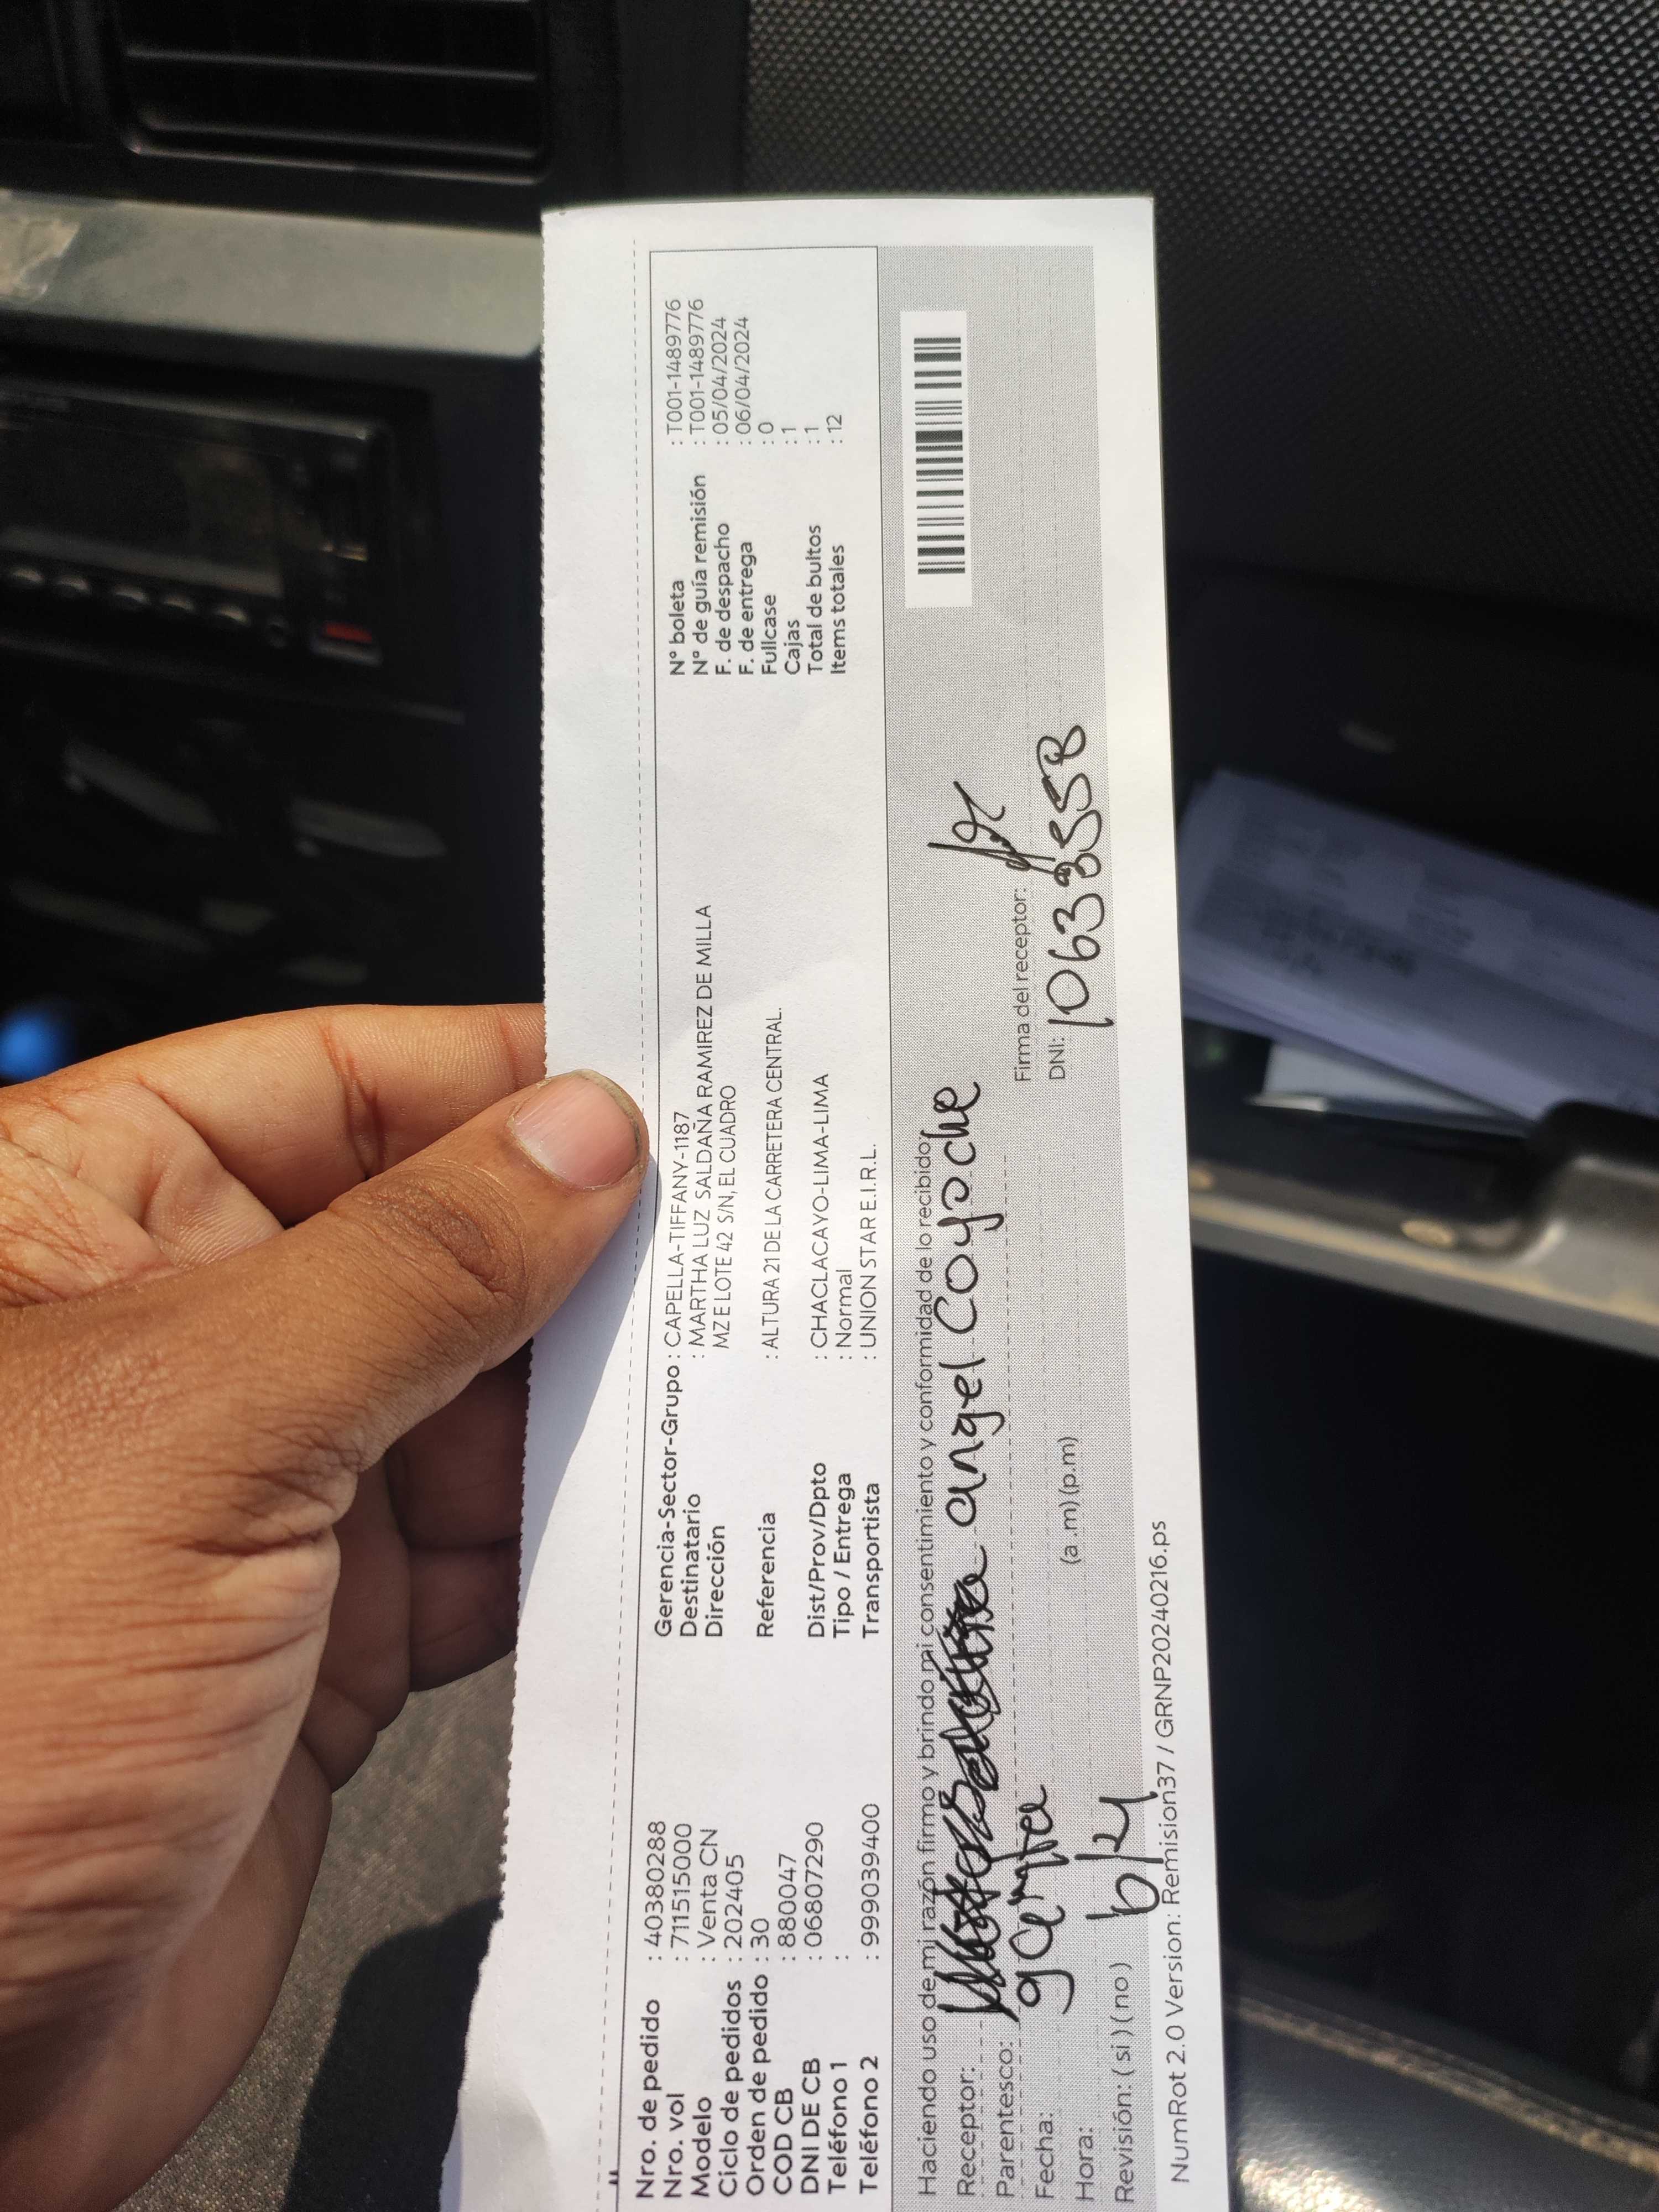 Nro. de pedido : 40380288
Nro. vol : 711515000
Modelo : Venta CN
Ciclo de pedidos : 202405
Orden de pedido : 30
COD CB : 880047
DNI DE CB : 06807290
Teléfono 1 :
Teléfono 2 : 999039400
Gerencia-Sector-Grupo : CAPELLA-TIFFANY-1187
Destinatario : MARTHA LUZ SALDAÑA RAMIREZ DE MILLA
Dirección MZ E LOTE 42 S/N, EL CUADRO
Referencia : ALTURA 21 DE LA CARRETERA CENTRAL.
Dist/Prov/Dpto : CHACLACAYO-LIMA-LIMA
Tipo / Entrega : Normal
Transportista : UNION STAR E.I.R.L.
N° boleta : T001-1489776
N° de guía remisión : T001-1489776
F. de despacho : 05/04/2024
F. de entrega : 06/04/2024
Fullcase : 0
Cajas : 1
Total de bultos : 1
Items totales : 12
Haciendo uso de mi razón firmo y brindo mi consentimiento y conformidad de lo recibido:
Receptor: angel Coyoche
Parentesco:
Fecha:
Hora: (a.m) (p.m)
Revisión: ( si ) ( no ) 6/4
Firma del receptor:
DNI:
NumRot 2.0 Version: Remision37 / GRNP20240216.ps